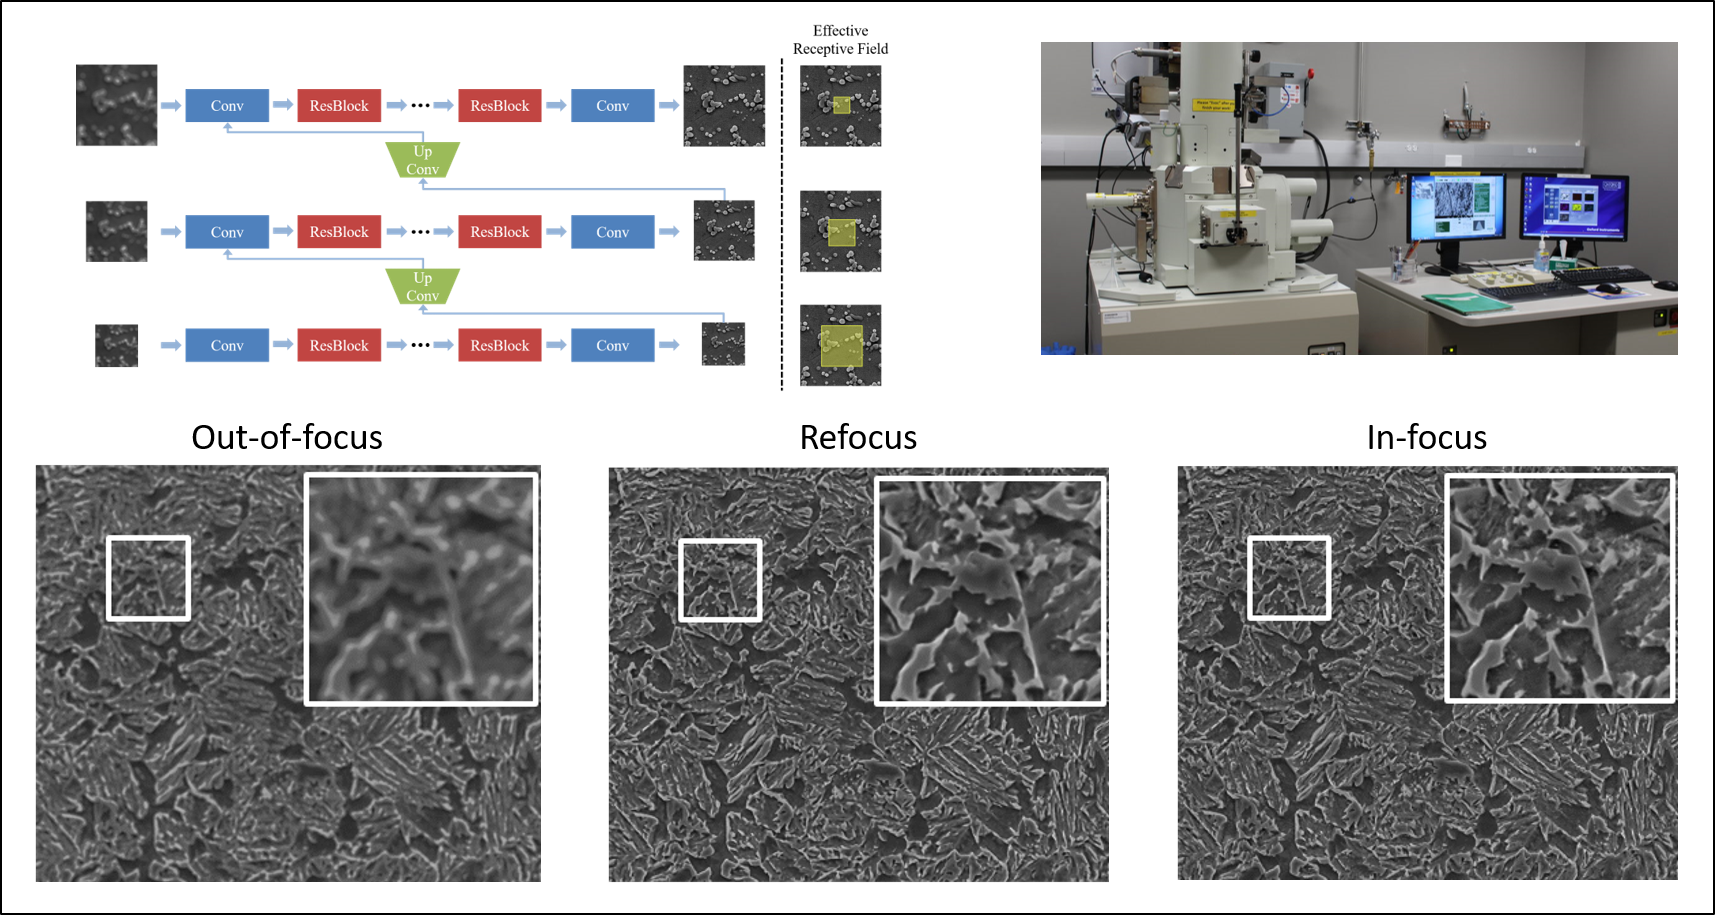 Effective
Receptive Field
Conv
ResBlock
...
ResBlock
Conv
Up
Conv
Conv
ResBlock
...
ResBlock
Conv
Up
Conv
Conv
ResBlock
...
ResBlock
Conv
Out-of-focus
Refocus
In-focus